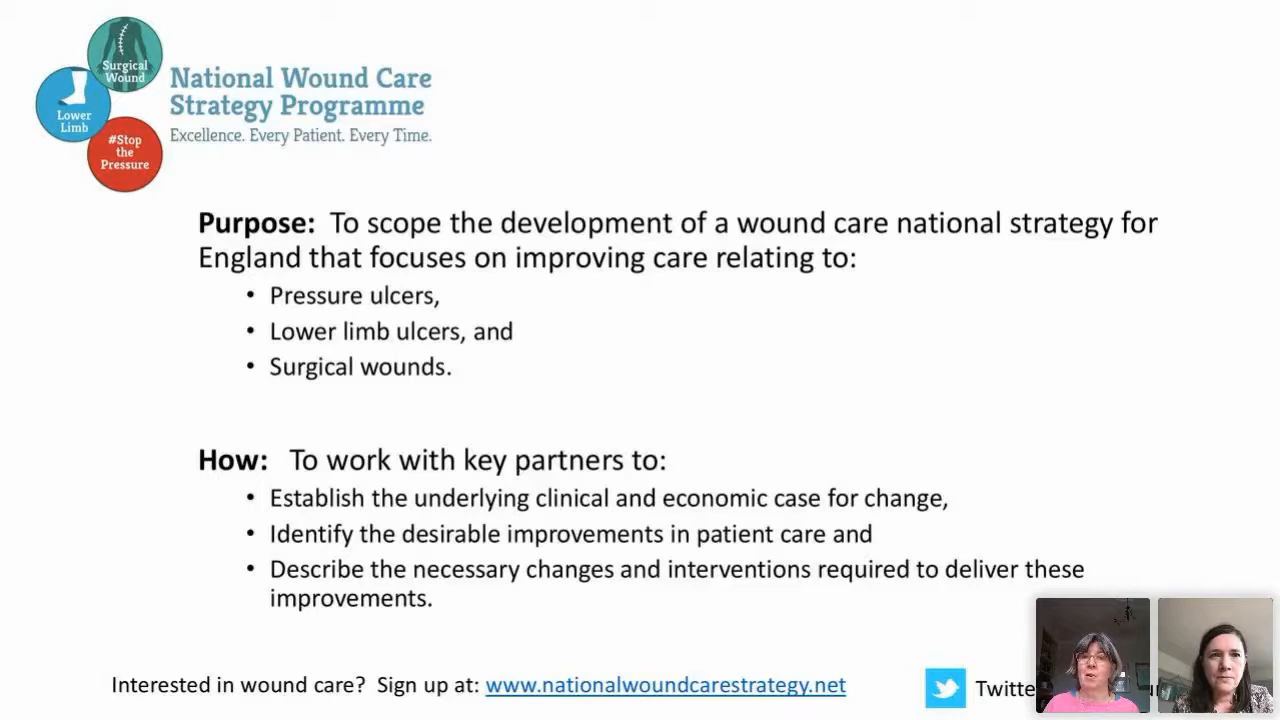 Surgical
Wound
Lower
Limb
#Stop
the
Pressure
National Wound Care
Strategy Programme
Excellence. Every Patient. Every Time.
Purpose: To scope the development of a wound care national strategy for
England that focuses on improving care relating to:
• Pressure ulcers,
• Lower limb ulcers, and
• Surgical wounds.
How: To work with key partners to:
• Establish the underlying clinical and economic case for change,
• Identify the desirable improvements in patient care and
• Describe the necessary changes and interventions required to deliver these
improvements.
Interested in wound care? Sign up at: www.nationalwoundcarestrategy.net